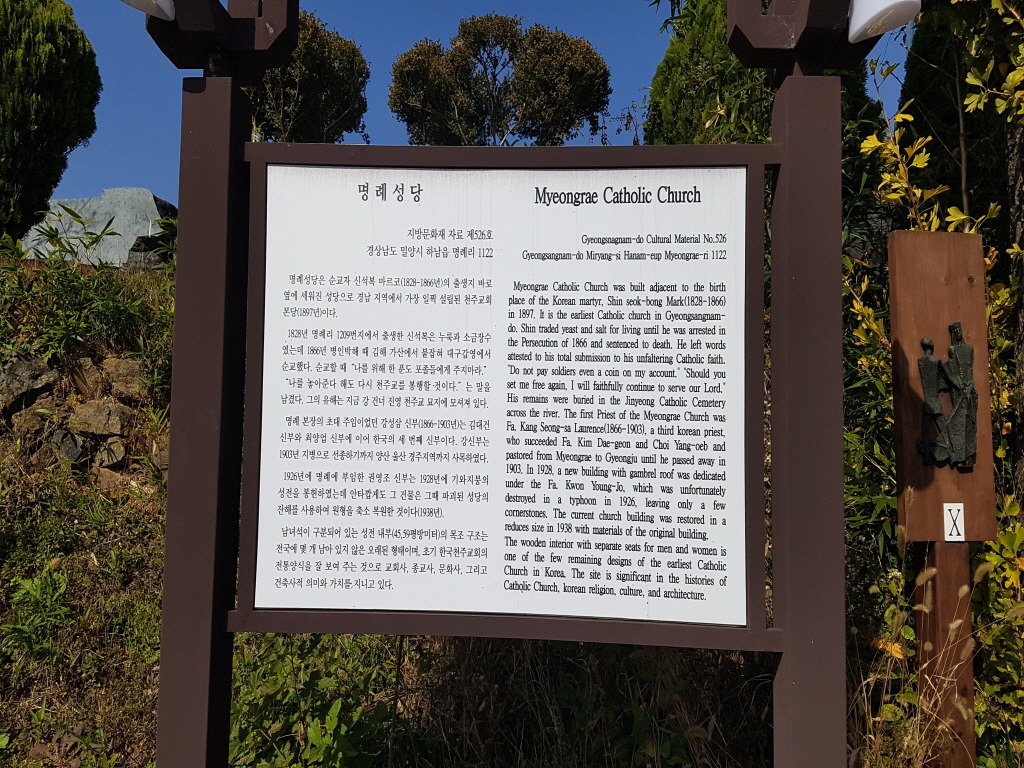 명례성당
지방문화재 자료 제526호
경상남도 밀양시 하남읍 명례리 1122
명례성당은 순교자 신석복 마르코(1828-1866년)의 출생지 바로
옆에 세워진 성당으로 경남 지역에서 가장 일찍 설립된 천주교회
본당(1897년)이다.
1828년 명례리 1209번지에서 출생한 신석복은 누룩과 소금장수
였는데 1866년 병인박해 때 김해 가산에서 붙잡혀 대구감영에서
순교했다. 순교할 때 “나를 위해 한 푼도 포졸들에게 주지마라.”
“나를 놓아준다 해도 다시 천주교를 봉행할 것이다.” 는 말을
남겼다. 그의 유해는 지금 강 건너 진영 천주교 묘지에 모셔져 있다.
명례 본장의 초대 주임이었던 강성삼 신부(1866-1903년)는 김대건
신부와 최양업 신부에 이어 한국의 세 번째 신부이다. 강신부는
1903년 지병으로 선종하기까지 양산 울산 경주지역까지 사목하였다.
1926년에 명례에 부임한 권영조 신부는 1928년에 기와지붕의
성전을 봉헌하였는데 안타깝게도 그 건물은 그때 파괴된 성당의
잔해를 사용하여 원형을 축소 복원한 것이다(1938년).
남녀석이 구분되어 있는 성전 내부(45,59평방미터)의 목조 구조는
전국에 몇 개 남아 있지 않은 오래된 형태이며, 초기 한국천주교회의
전통양식을 잘 보여 주는 것으로 교회사, 종교사, 문화사, 그리고
건축사적 의미와 가치를 지니고 있다.
Myeongrae Catholic Church
Gyeongsnagnam-do Cultural Material No.526
Gyeongsangnam-do Miryang-si Hanam-eup Myeongrae-ri 1122
Myeongrae Catholic Church was built adjacent to the birth
place of the Korean martyr, Shin seok-bong Mark(1828-1866)
in 1897. It is the earliest Catholic church in Gyeongsangnam-
do. Shin traded yeast and salt for living until he was arrested in
the Persecution of 1866 and sentenced to death. He left words
attested to his total submission to his unfaltering Catholic faith.
"Do not pay soldiers even a coin on my account." 'Should you
set me free again, I will faithfully continue to serve our Lord."
His remains were buried in the Jinyeong Catholic Cemetery
across the river. The first Priest of the Myeongrae Church was
Fa. Kang Seong-sa Laurence(1866-1903), a third korean priest,
who succeeded Fa. Kim Dae-geon and Choi Yang-oeb and
pastored from Myeongrae to Gyeongju until he passed away in
1903. In 1928, a new building with gambrel roof was dedicated
under the Fa. Kwon Young-Jo, which was unfortunately
destroyed in a typhoon in 1926, leaving only a few
cornerstones. The current church building was restored in a
reduces size in 1938 with materials of the original building.
The wooden interior with separate seats for men and women is
one of the few remaining designs of the earliest Catholic
Church in Korea. The site is significant in the histories of
Catholic Church, korean religion, culture, and architecture.
X